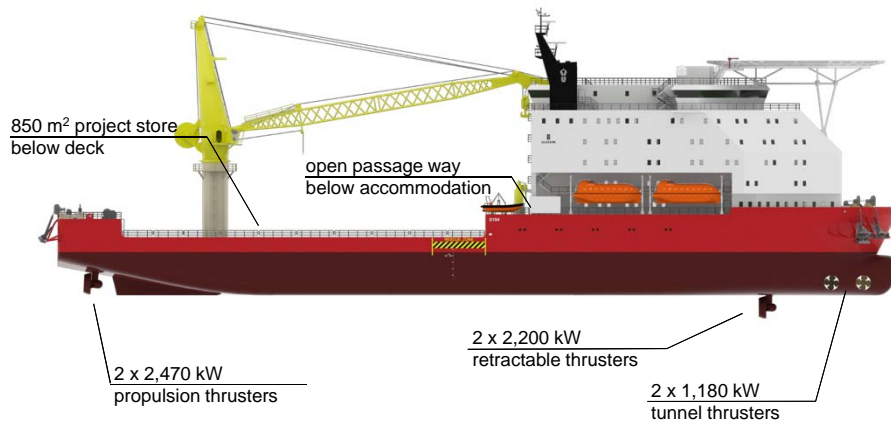 850 m² project store
below deck
open passage way
below accommodation
2 x 2,200 kW
retractable thrusters
2 x 2,470 kW
propulsion thrusters
2 x 1,180 kW
tunnel thrusters